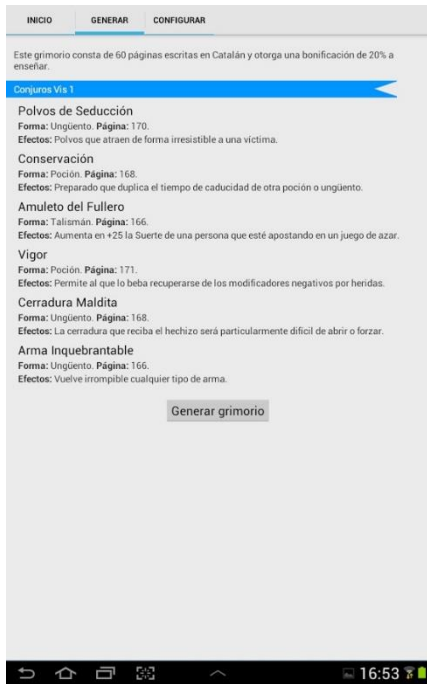 INICIO
GENERAR
CONFIGURAR
Este grimorio consta de 60 páginas escritas en Catalán y otorga una bonificación de 20% a
enseñar.
Conjuros Vis 1
Polvos de Seducción
Forma: Ungüento. Página: 170.
Efectos: Polvos que atraen de forma irresistible a una víctima.
Conservación
Forma: Poción. Página: 168.
Efectos: Preparado que duplica el tiempo de caducidad de otra poción o ungüento.
Amuleto del Fullero
Forma: Talismán. Página: 166.
Efectos: Aumenta en +25 la Suerte de una persona que esté apostando en un juego de azar.
Vigor
Forma: Poción. Página: 171.
Efectos: Permite al que lo beba recuperarse de los modificadores negativos por heridas.
Cerradura Maldita
Forma: Ungüento. Página: 168.
Efectos: La cerradura que reciba el hechizo será particularmente dificil de abrir o forzar.
Arma Inquebrantable
Forma: Ungüento. Página: 166.
Efectos: Vuelve irrompible cualquier tipo de arma.
Generar grimorio
16:53